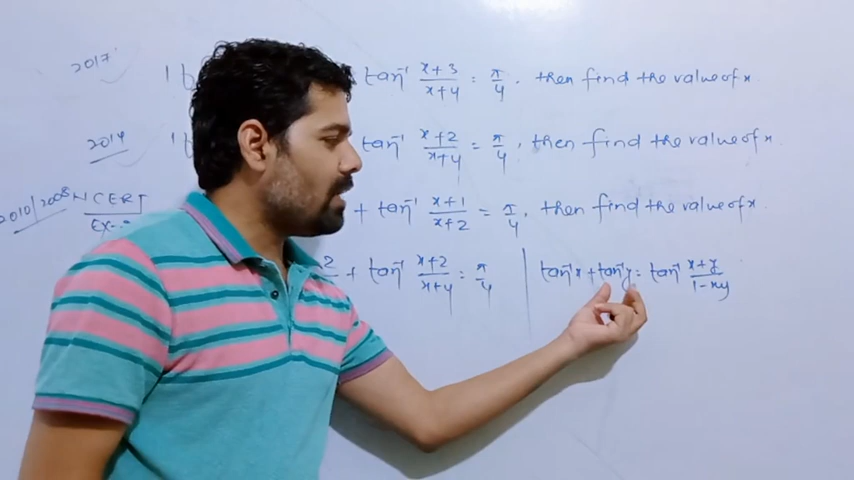 2017 tan⁻¹ x+3/x+4 = π/4 . then find the value of x
2014 tan⁻¹ x+2/x+4 = π/4 , then find the value of x
2010/2008 NCERT + tan⁻¹ x+1/x+2 = π/4 , then find the value of x
2 + tan⁻¹ x+2/x+4 = π/4 | tan⁻¹x + tan⁻¹y = tan⁻¹ x+y/1-xy